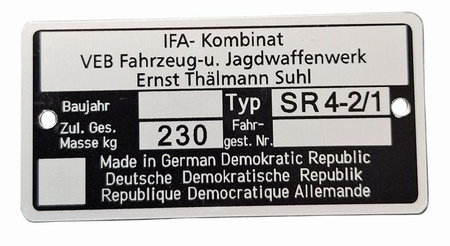 IFA- Kombinat
VEB Fahrzeug-u. Jagdwaffenwerk
Ernst Thälmann Suhl
Baujahr Typ SR 4-2/1
Zul. Ges. Masse kg 230 Fahr- gest. Nr.
Made in German Demokratic Republic
Deutsche Demokratische Republik
Republique Democratique Allemande